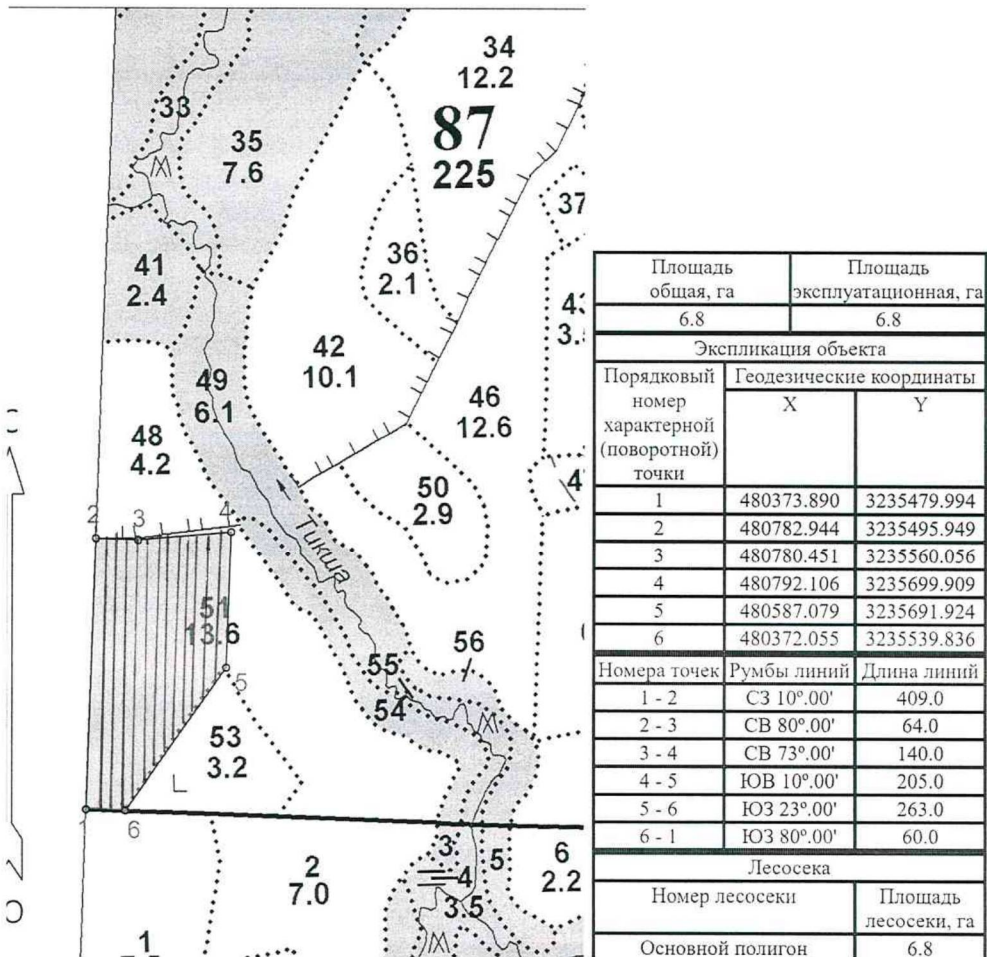 34
12.2
87
225
33
35
7.6
37
36
2.1
41
2.4
42
10.1
49
6.1
46
12.6
48
4.2
50
2.9
Тикша
2
3
4
51
13.6
5
56
55
54
53
3.2
1
6
2
7.0
3
4
3.5
5
6
2.2
1
Площадь общая, га Площадь эксплуатационная, га
6.8 6.8
Экспликация объекта
Порядковый номер характерной (поворотной) точки Геодезические координаты
X Y
1 480373.890 3235479.994
2 480782.944 3235495.949
3 480780.451 3235560.056
4 480792.106 3235699.909
5 480587.079 3235691.924
6 480372.055 3235539.836
Номера точек Румбы линий Длина линий
1 - 2 СЗ 10°.00' 409.0
2 - 3 СВ 80°.00' 64.0
3 - 4 СВ 73°.00' 140.0
4 - 5 ЮВ 10°.00' 205.0
5 - 6 ЮЗ 23°.00' 263.0
6 - 1 ЮЗ 80°.00' 60.0
Лесосека
Номер лесосеки Площадь лесосеки, га
Основной полигон 6.8